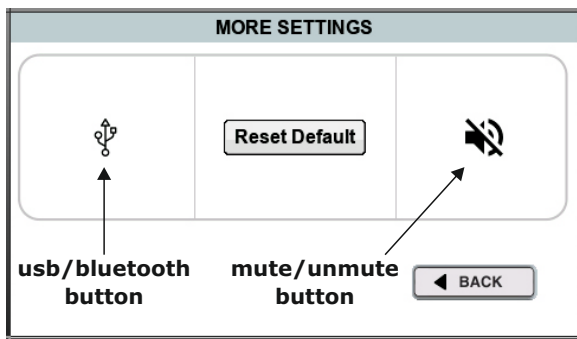 MORE SETTINGS
Reset Default
usb/bluetooth
button
mute/unmute
button
BACK